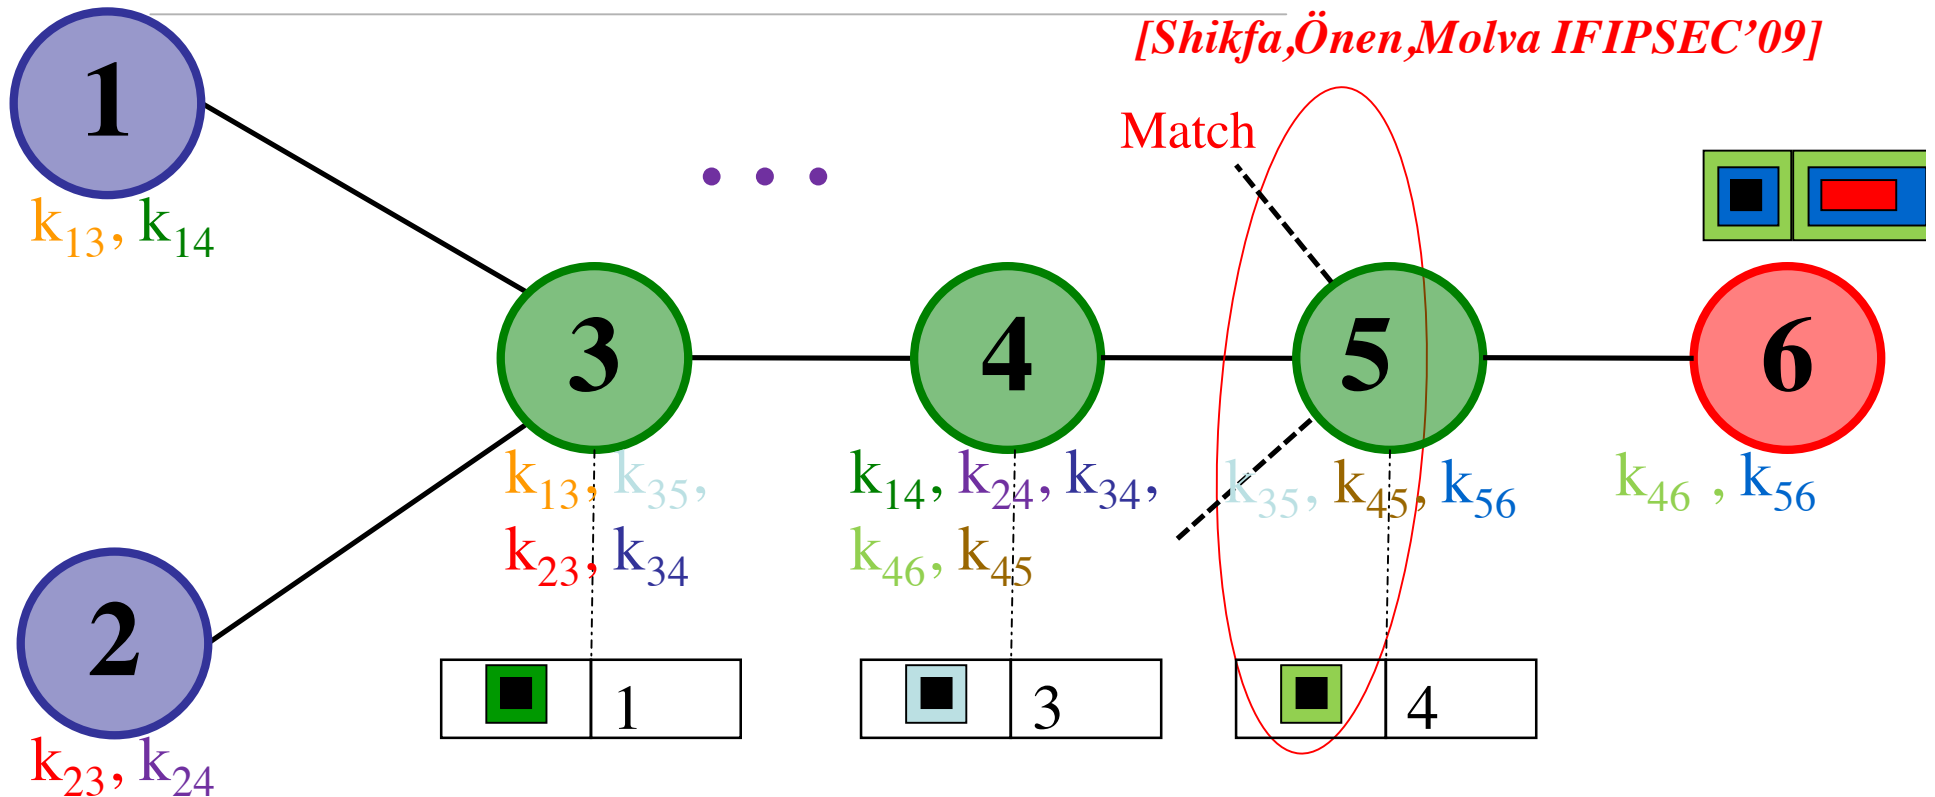 [Shikfa,Önen,Molva IFIPSEC’09]
1
Match
k13, k14
3
4
5
6
k13, k35,
k23, k34
k14, k24, k34,
k46, k45
k35, k45, k56
k46 , k56
2
1
3
4
k23, k24